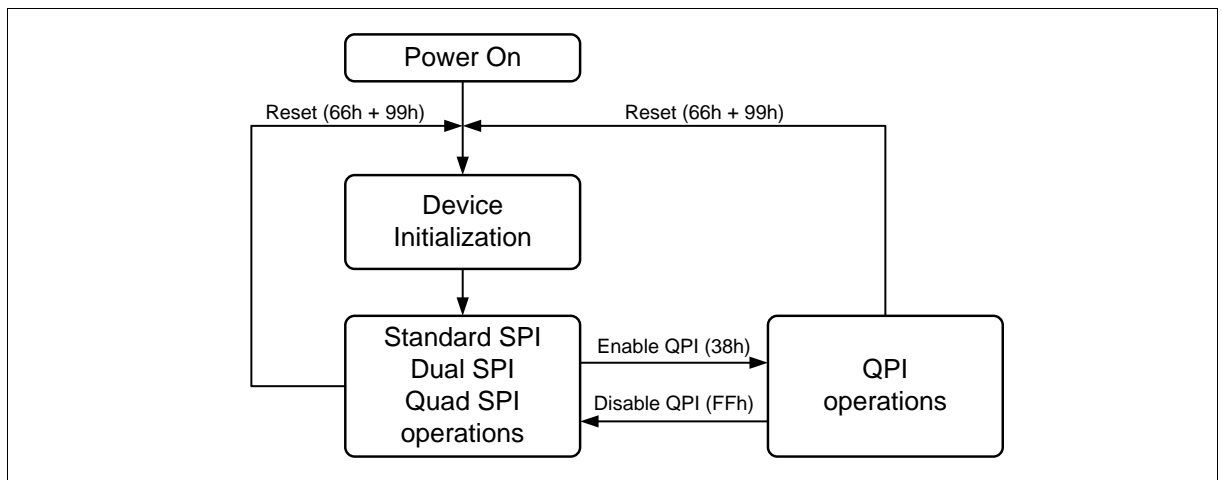 Power On
Reset (66h + 99h)
Reset (66h + 99h)
Device
Initialization
Standard SPI
Dual SPI
Quad SPI
operations
Enable QPI (38h)
Disable QPI (FFh)
QPI
operations